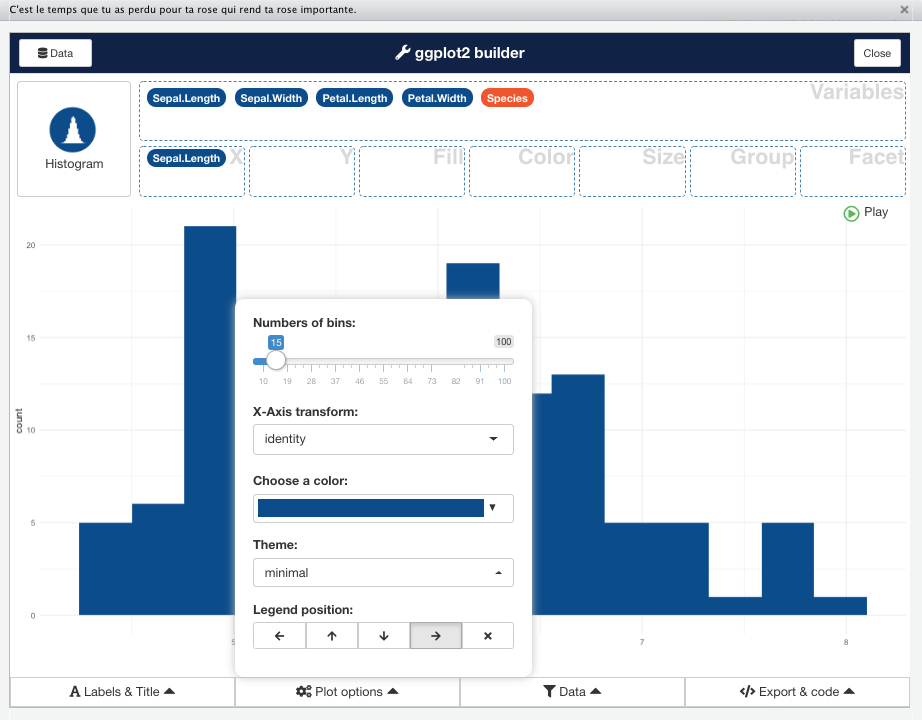 C'est le temps que tu as perdu pour ta rose qui rend ta rose importante.
Data
ggplot2 builder
Close
Histogram
Variables
Sepal.Length Sepal.Width Petal.Length Petal.Width Species
Sepal.Length X
Y
Fill
Color
Size
Group
Facet
Play
20
15
10
5
0
count
7
8
Numbers of bins:
15
100
10 19 28 37 46 55 64 73 82 91 100
X-Axis transform:
identity
Choose a color:
Theme:
minimal
Legend position:
Labels & Title
Plot options
Data
Export & code